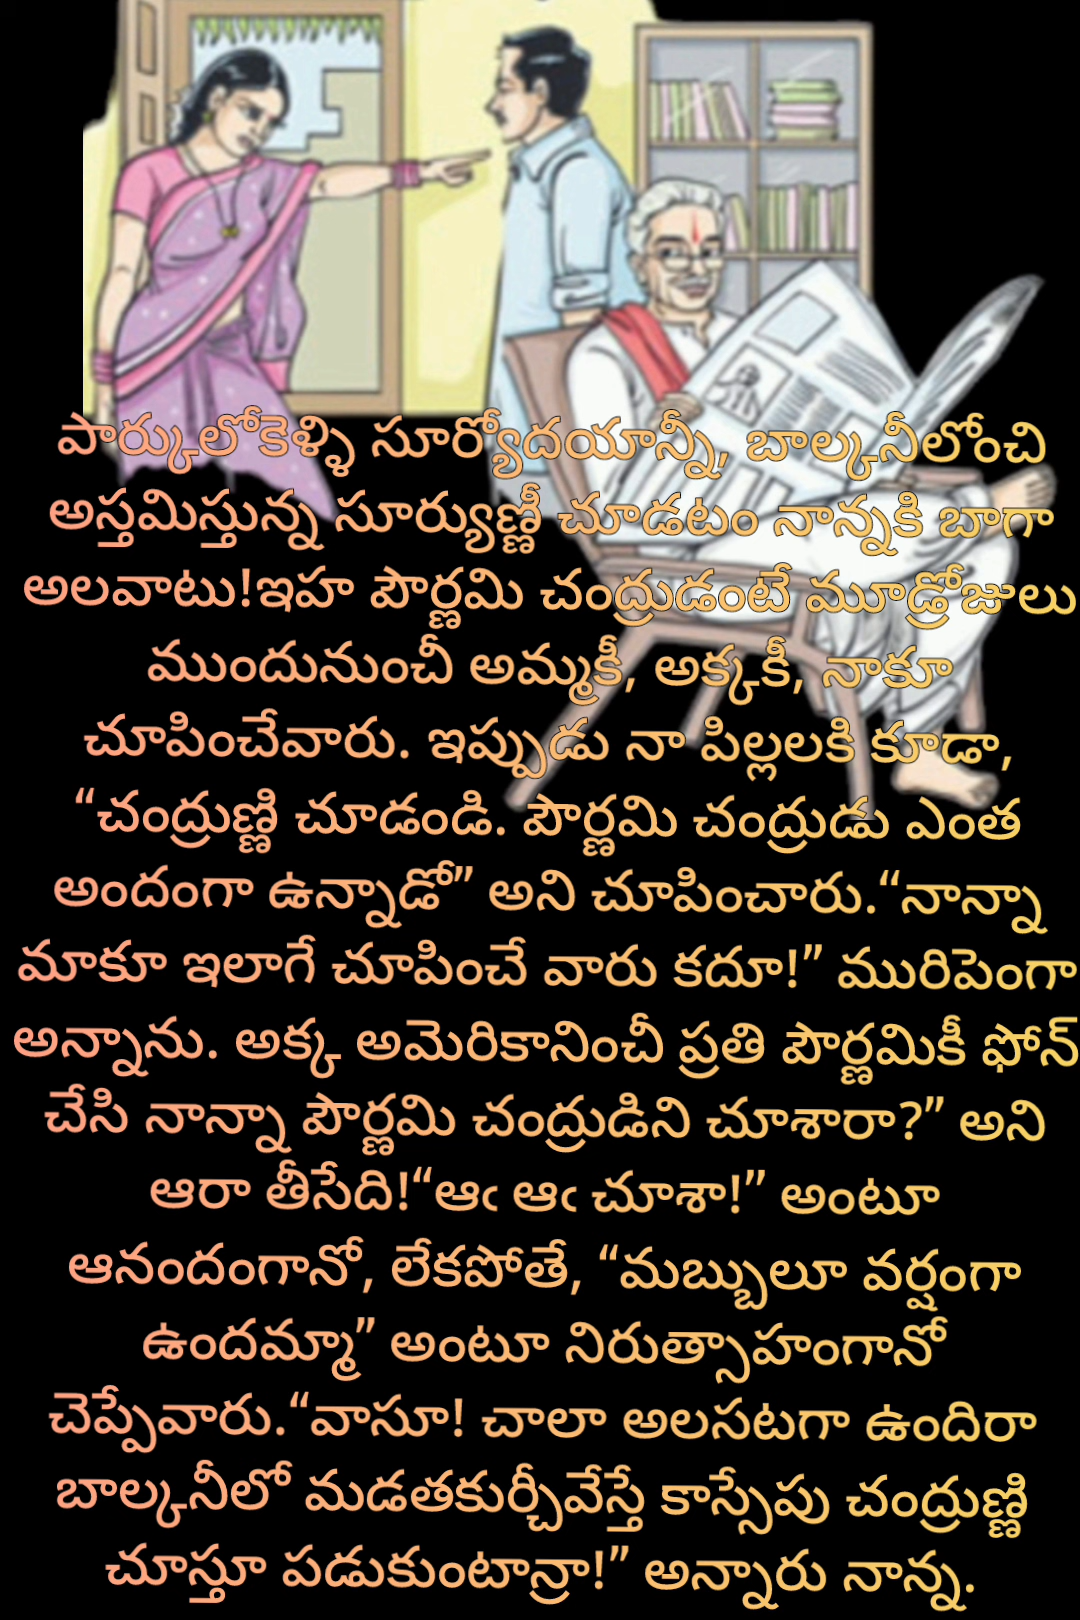 పార్కులోకెళ్ళి సూర్యోదయాన్నీ, బాల్కనీలోంచి
అస్తమిస్తున్న సూర్యుణ్ణీ చూడటం నాన్నకి బాగా
అలవాటు!ఇహ పౌర్ణమి చంద్రుడంటే మూడ్రోజులు
ముందునుంచీ అమ్మకీ, అక్కకీ, నాకూ
చూపించేవారు. ఇప్పుడు నా పిల్లలకి కూడా,
“చంద్రుణ్ణి చూడండి. పౌర్ణమి చంద్రుడు ఎంత
అందంగా ఉన్నాడో” అని చూపించారు.“నాన్నా
మాకూ ఇలాగే చూపించే వారు కదూ!” మురిపెంగా
అన్నాను. అక్క అమెరికానించీ ప్రతి పౌర్ణమికీ ఫోన్
చేసి నాన్నా పౌర్ణమి చంద్రుడిని చూశారా?” అని
ఆరా తీసేది!“ఆఁ ఆఁ చూశా!” అంటూ
ఆనందంగానో, లేకపోతే, “మబ్బులూ వర్షంగా
ఉందమ్మా” అంటూ నిరుత్సాహంగానో
చెప్పేవారు.“వాసూ! చాలా అలసటగా ఉందిరా
బాల్కనీలో మడతకుర్చీవేస్తే కాస్సేపు చంద్రుణ్ణి
చూస్తూ పడుకుంటాన్రా!” అన్నారు నాన్న.